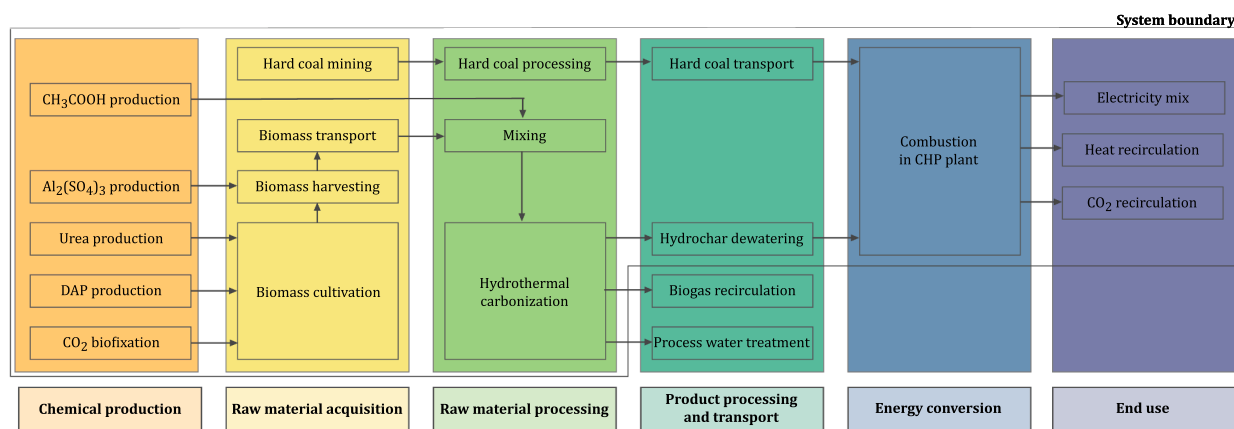 System boundary
Hard coal mining
Hard coal processing
Hard coal transport
CH₃COOH production
Electricity mix
Biomass transport
Mixing
Combustion
in CHP plant
Heat recirculation
Al₂(SO₄)₃ production
Biomass harvesting
CO₂ recirculation
Urea production
Hydrochar dewatering
DAP production
Biomass cultivation
Hydrothermal
carbonization
Biogas recirculation
CO₂ biofixation
Process water treatment
Chemical production
Raw material acquisition
Raw material processing
Product processing
and transport
Energy conversion
End use